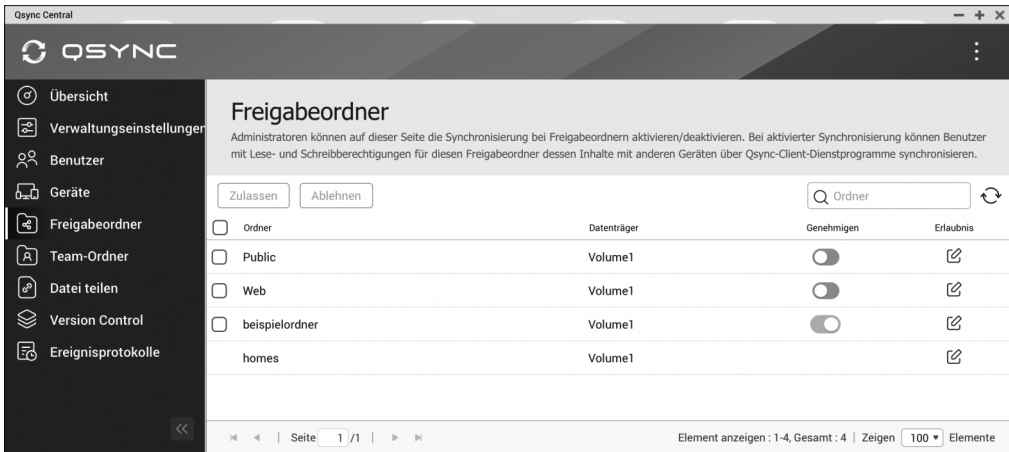 Qsync Central
QSYNC
Übersicht
Verwaltungseinstellungen
Benutzer
Geräte
Freigabeordner
Team-Ordner
Datei teilen
Version Control
Ereignisprotokolle
Freigabeordner
Administratoren können auf dieser Seite die Synchronisierung bei Freigabeordnern aktivieren/deaktivieren. Bei aktivierter Synchronisierung können Benutzer
mit Lese- und Schreibberechtigungen für diesen Freigabeordner dessen Inhalte mit anderen Geräten über Qsync-Client-Dienstprogramme synchronisieren.
Zulassen Ablehnen Ordner
Ordner Datenträger Genehmigen Erlaubnis
Public Volume1
Web Volume1
beispielordner Volume1
homes Volume1
Seite 1 /1 Element anzeigen : 1-4, Gesamt : 4 | Zeigen 100 Elemente